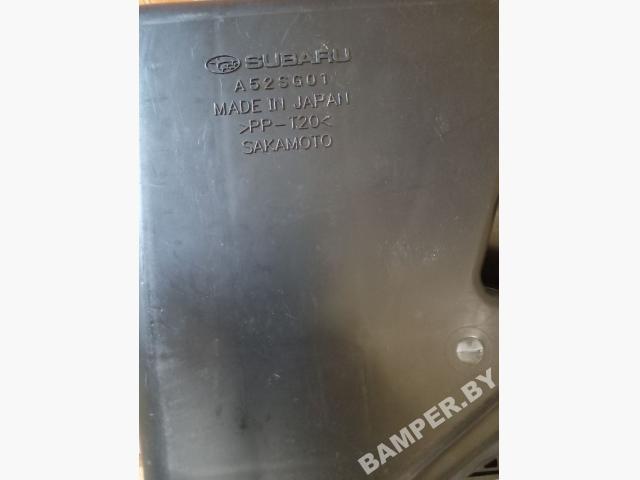 SUBARU
A52SG01
MADE IN JAPAN
>PP-T20<
SAKAMOTO
BAMPER.BY